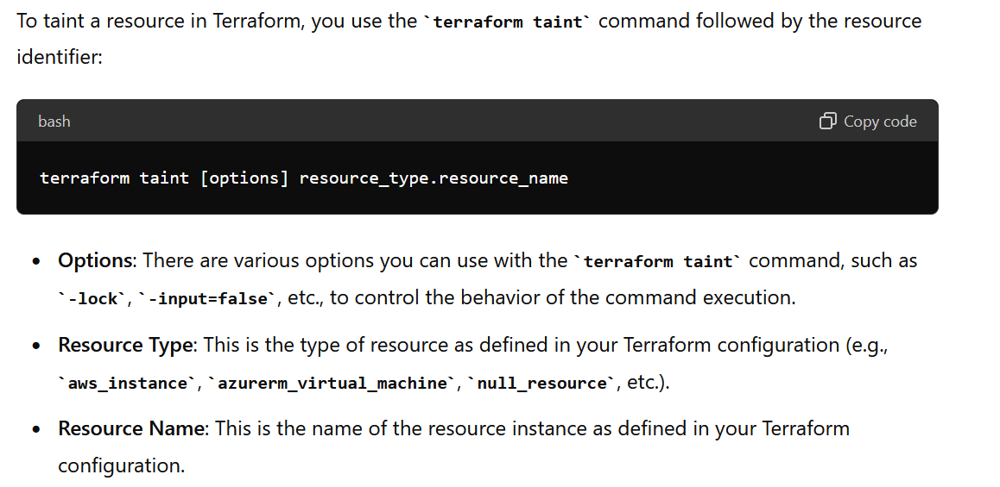 To taint a resource in Terraform, you use the `terraform taint` command followed by the resource
identifier:
bash
Copy code
terraform taint [options] resource_type.resource_name
• Options: There are various options you can use with the `terraform taint` command, such as
`-lock`, `-input=false`, etc., to control the behavior of the command execution.
• Resource Type: This is the type of resource as defined in your Terraform configuration (e.g.,
`aws_instance`, `azurerm_virtual_machine`, `null_resource`, etc.).
• Resource Name: This is the name of the resource instance as defined in your Terraform
configuration.